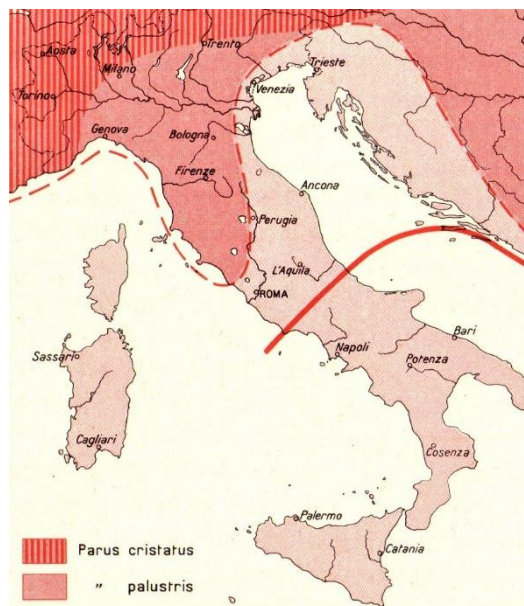 Aosta
Trento
Milano
Trieste
Venezia
Torino
Genova
Bologna
Firenze
Ancona
Perugia
L'Aquila
ROMA
Bari
Napoli
Potenza
Sassari
Cagliari
Cosenza
Palermo
Catania
Parus cristatus
" palustris